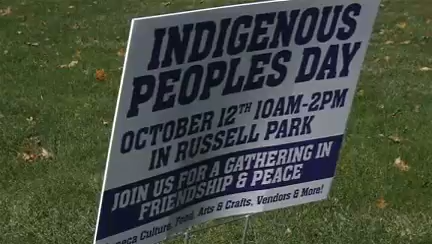 INDIGENOUS
PEOPLES DAY
OCTOBER 12TH 10AM-2PM
IN RUSSELL PARK
JOIN US FOR A GATHERING IN
FRIENDSHIP & PEACE
Culture, Food, Arts & Crafts, Vendors & More!